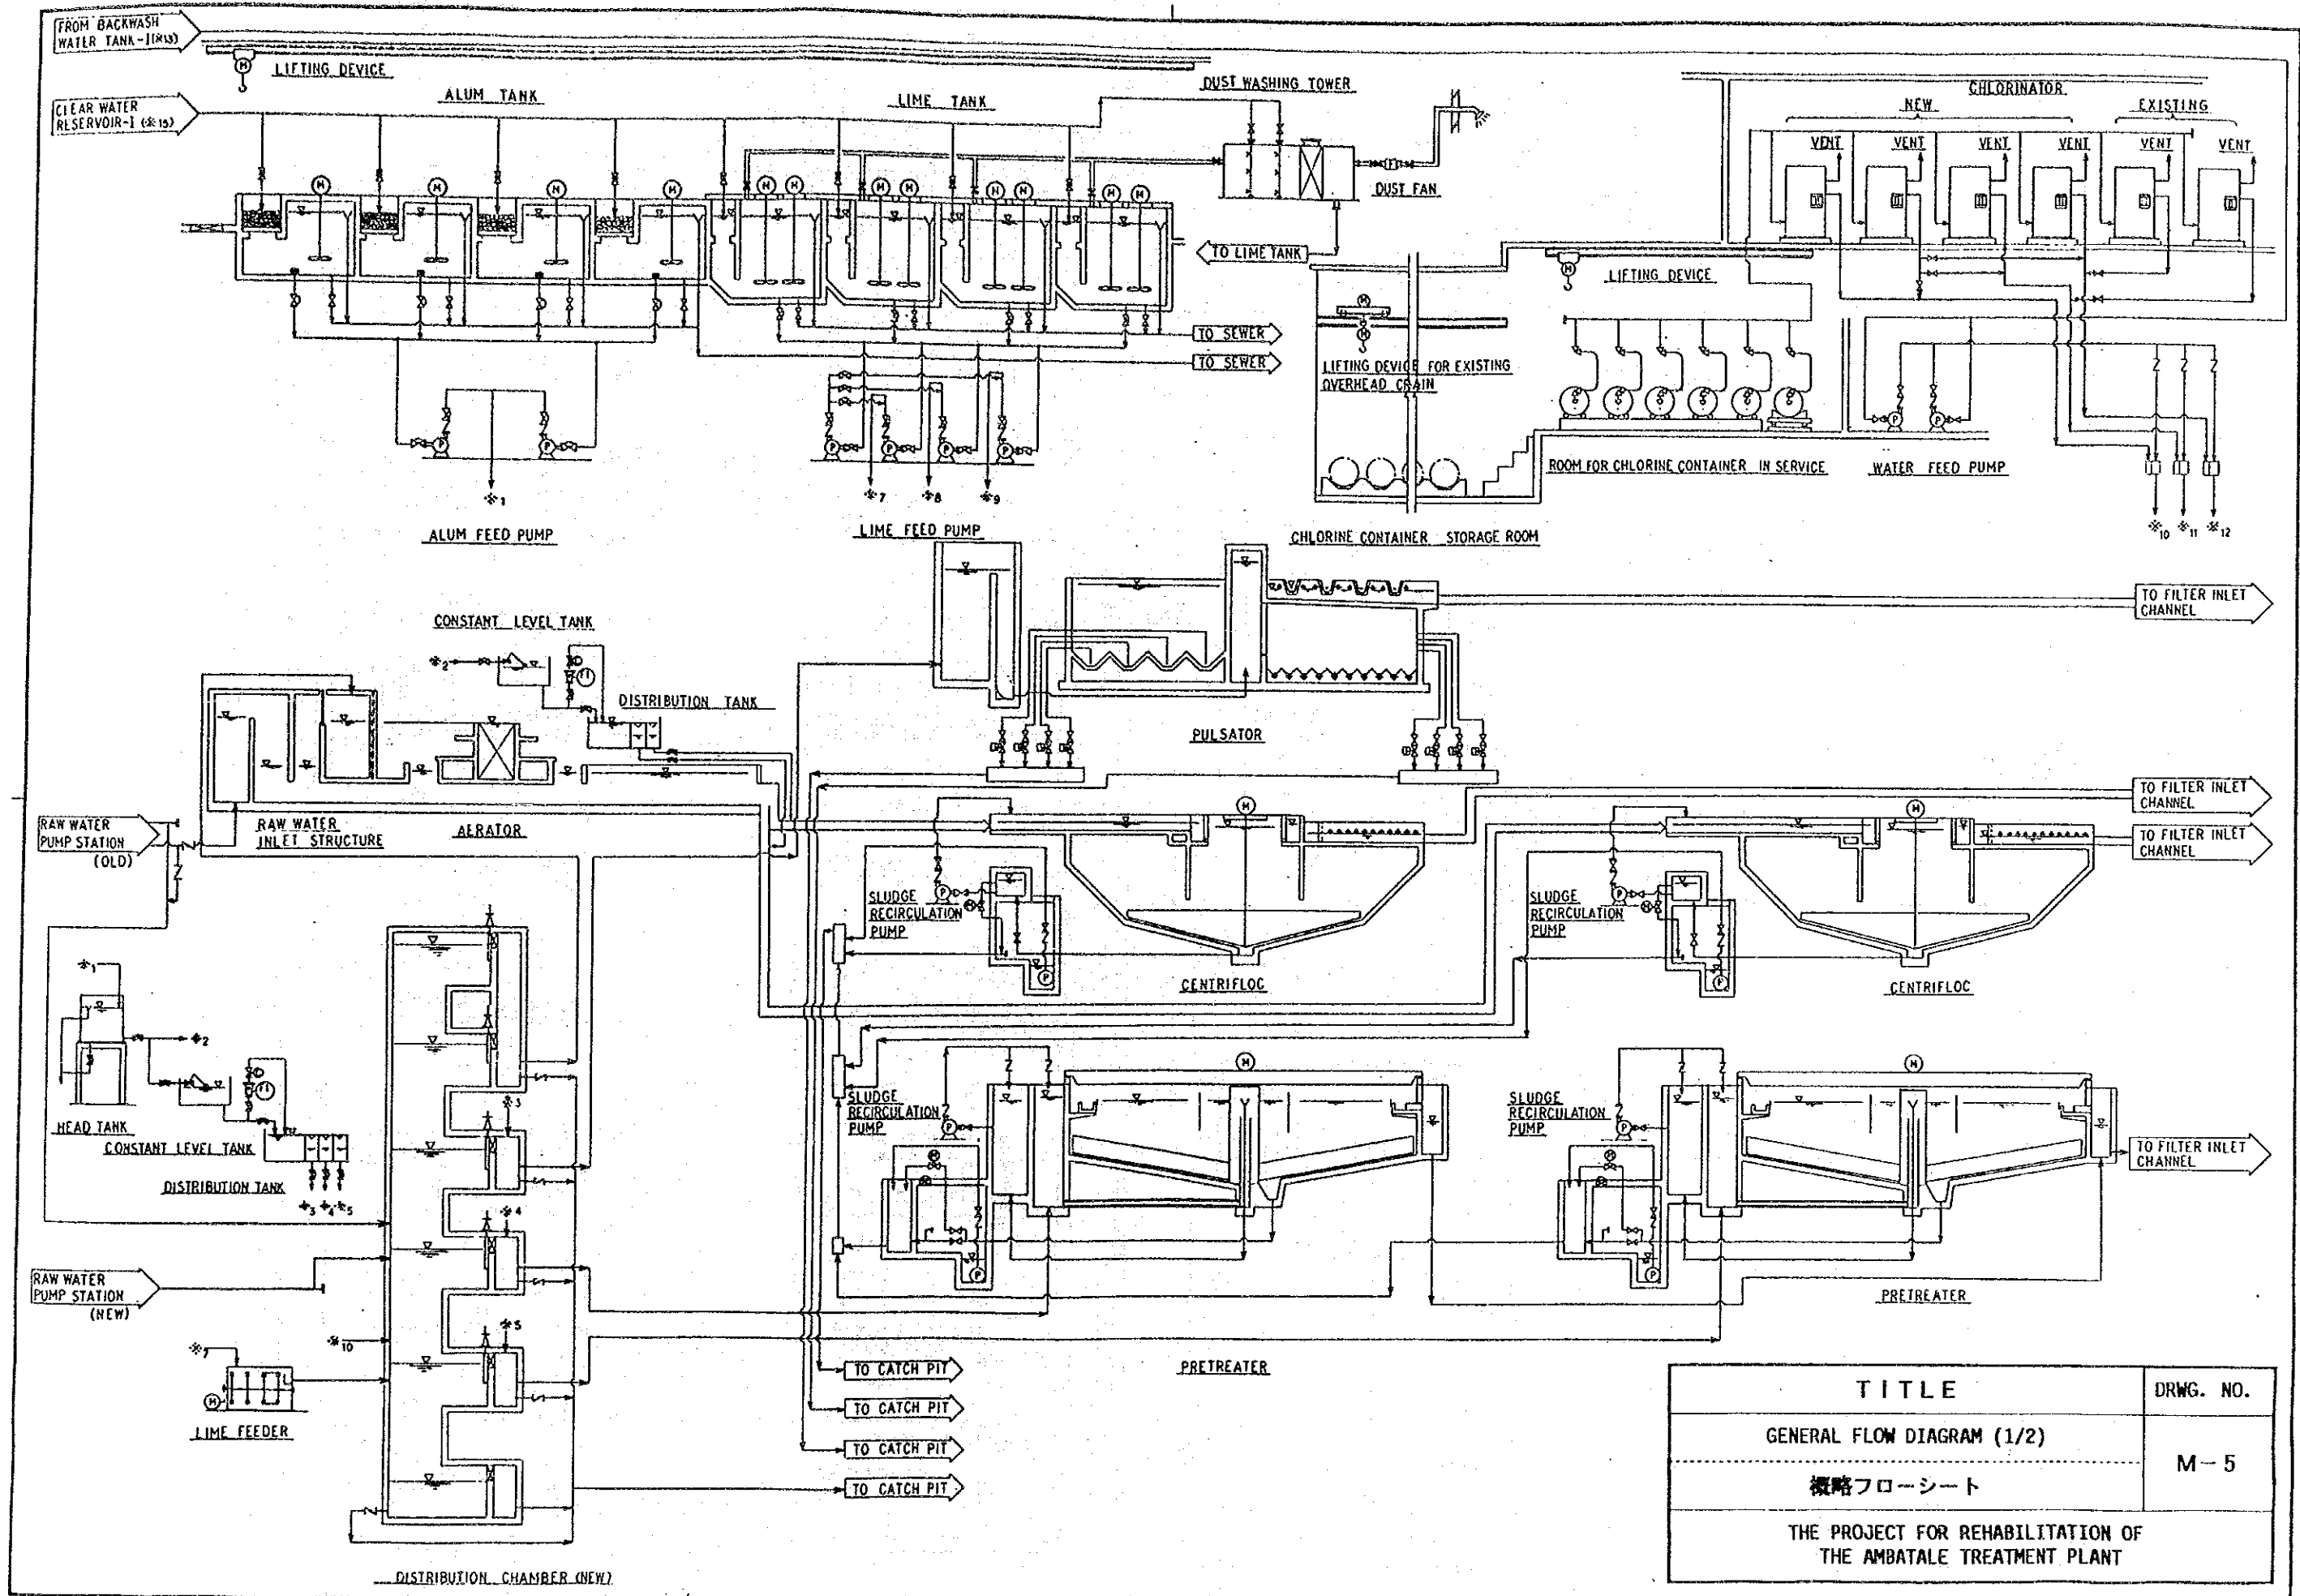 FROM BACKWASH
WATER TANK-I(※13)
LIFTING DEVICE
CLEAR WATER
RESERVOIR-I (※15)
ALUM TANK
LIME TANK
DUST WASHING TOWER
DUST FAN
TO LIME TANK
TO SEWER
TO SEWER
CHLORINATOR
NEW
EXISTING
VENT
VENT
VENT
VENT
VENT
VENT
LIFTING DEVICE
LIFTING DEVICE FOR EXISTING
OVERHEAD CRAIN
ROOM FOR CHLORINE CONTAINER IN SERVICE
WATER FEED PUMP
CHLORINE CONTAINER STORAGE ROOM
※10 ※11 ※12
※1
ALUM FEED PUMP
※7 ※8 ※9
LIME FEED PUMP
CONSTANT LEVEL TANK
※2
DISTRIBUTION TANK
PULSATOR
TO FILTER INLET
CHANNEL
RAW WATER
PUMP STATION
(OLD)
RAW WATER
INLET STRUCTURE
AERATOR
TO FILTER INLET
CHANNEL
TO FILTER INLET
CHANNEL
SLUDGE
RECIRCULATION
PUMP
CENTRIFLOC
SLUDGE
RECIRCULATION
PUMP
CENTRIFLOC
※1
※2
HEAD TANK
CONSTANT LEVEL TANK
DISTRIBUTION TANK
※3 ※4 ※5
※3
※4
※5
SLUDGE
RECIRCULATION
PUMP
PRETREATER
SLUDGE
RECIRCULATION
PUMP
PRETREATER
TO FILTER INLET
CHANNEL
RAW WATER
PUMP STATION
(NEW)
※10
※7
LIME FEEDER
DISTRIBUTION CHAMBER (NEW)
TO CATCH PIT
TO CATCH PIT
TO CATCH PIT
TO CATCH PIT
TITLE
DRWG. NO.
GENERAL FLOW DIAGRAM (1/2)
概略フローシート
M-5
THE PROJECT FOR REHABILITATION OF
THE AMBATALE TREATMENT PLANT